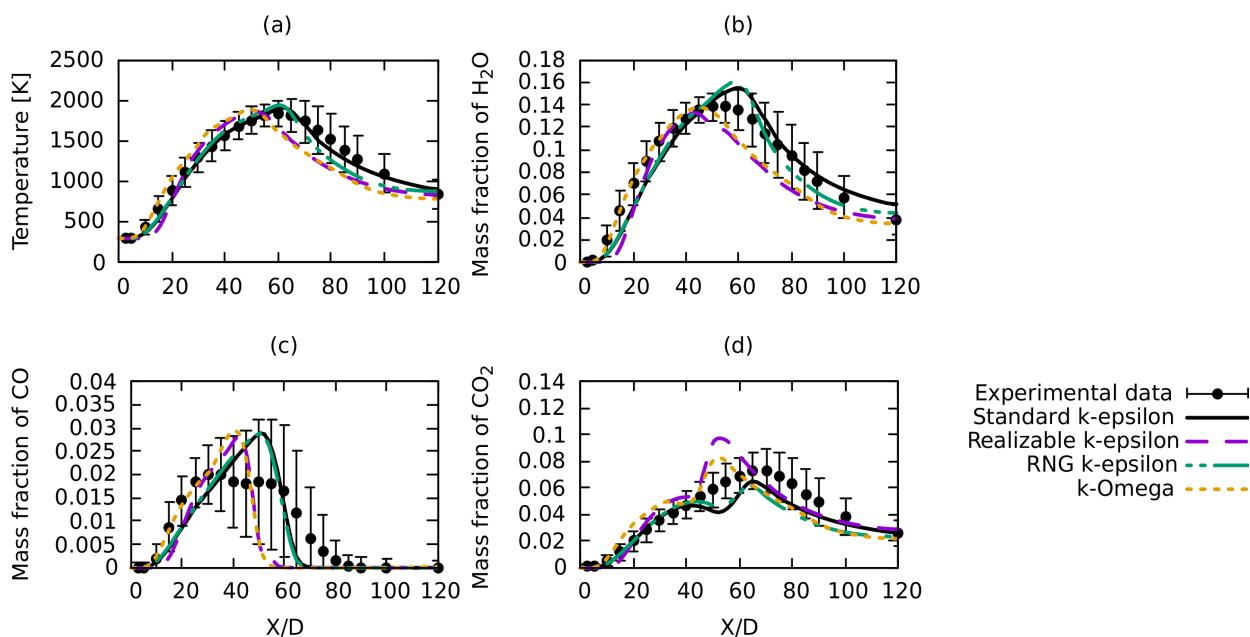 (a)
Temperature [K]
2500
2000
1500
1000
500
0
0 20 40 60 80 100 120
(b)
Mass fraction of H₂O
0.18
0.16
0.14
0.12
0.1
0.08
0.06
0.04
0.02
0
0 20 40 60 80 100 120
(c)
Mass fraction of CO
0.04
0.035
0.03
0.025
0.02
0.015
0.01
0.005
0
0 20 40 60 80 100 120
X/D
(d)
Mass fraction of CO₂
0.14
0.12
0.1
0.08
0.06
0.04
0.02
0
0 20 40 60 80 100 120
X/D
Experimental data
Standard k-epsilon
Realizable k-epsilon
RNG k-epsilon
k-Omega